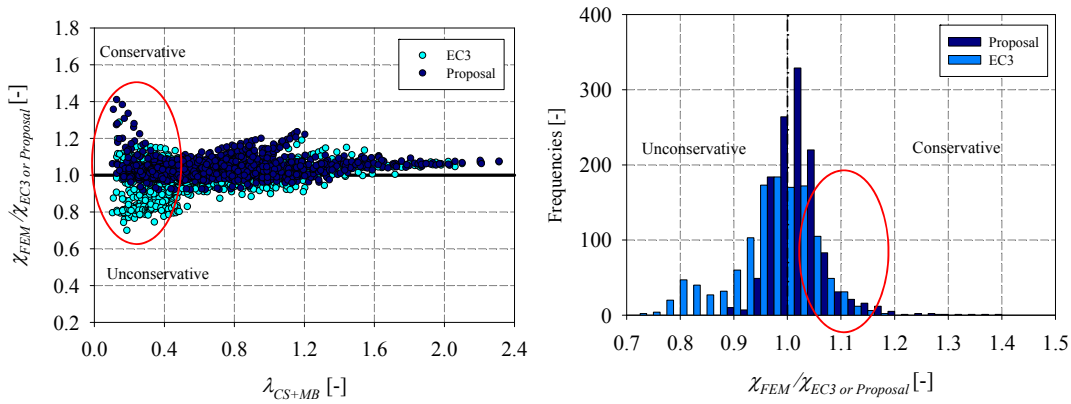 1.8
1.6
1.4
1.2
1.0
0.8
0.6
0.4
0.2
Conservative
Unconservative
EC3
Proposal
χFEM /χEC3 or Proposal [-]
0.0 0.4 0.8 1.2 1.6 2.0 2.4
λCS+MB [-]
400
300
200
100
0
Proposal
EC3
Unconservative
Conservative
Frequencies [-]
0.7 0.8 0.9 1.0 1.1 1.2 1.3 1.4 1.5
χFEM /χEC3 or Proposal [-]